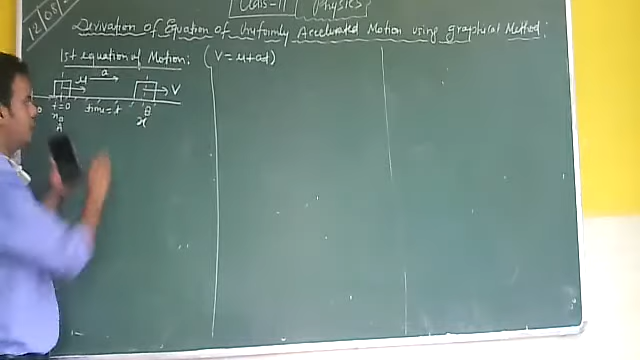 Class-11 (Physics)
Derivation of Equation of Uniformly Accelerated Motion using graphical Method:
1st equation of Motion: (V = u+at)
a
u
V
t=0 time=t B
x₀ x
A
12/08/